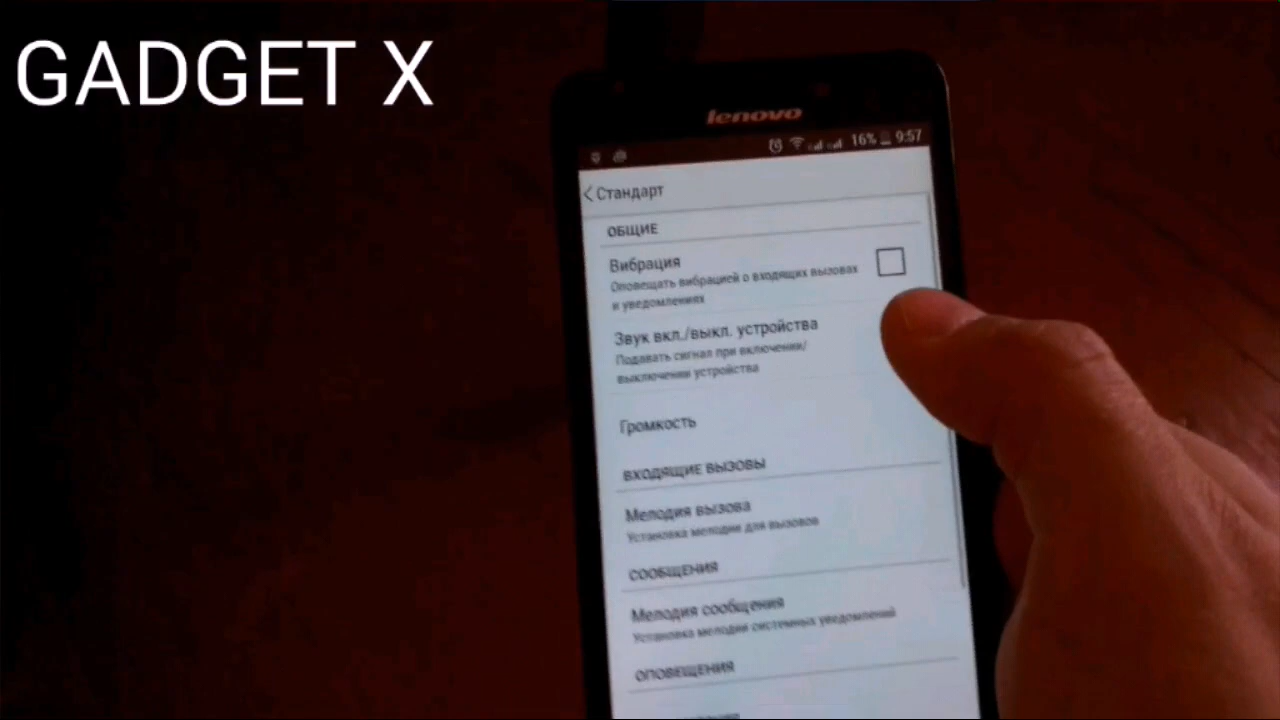 GADGET X
lenovo
16% 9:57
Стандарт
ОБЩИЕ
Вибрация
Оповещать вибрацией о входящих вызовах
и уведомлениях
Звук вкл./выкл. устройства
Подавать сигнал при включении/
выключении устройства
Громкость
ВХОДЯЩИЕ ВЫЗОВЫ
Мелодия вызова
Установка мелодии для вызовов
СООБЩЕНИЯ
Мелодия сообщения
Установка мелодии системных уведомлений
ОПОВЕЩЕНИЯ